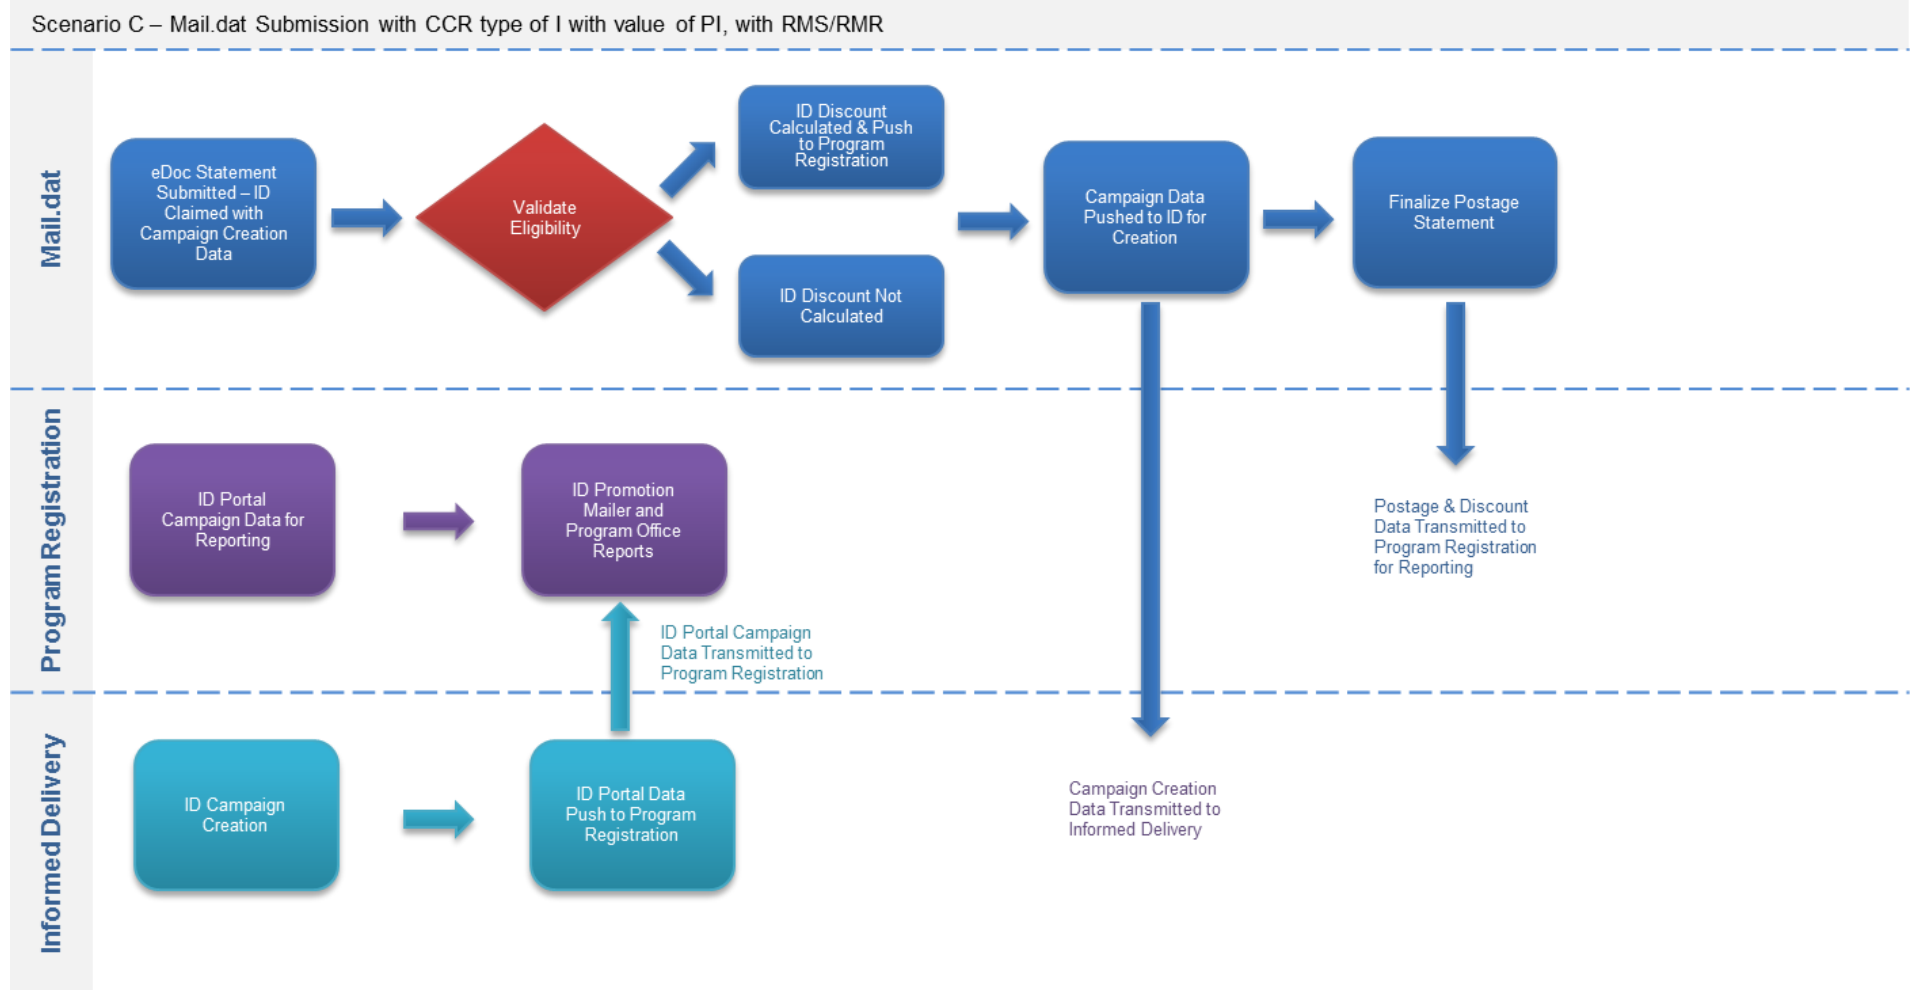 Scenario C – Mail.dat Submission with CCR type of I with value of PI, with RMS/RMR
Mail.dat
eDoc Statement
Submitted – ID
Claimed with
Campaign Creation
Data
Validate
Eligibility
ID Discount
Calculated & Push
to Program
Registration
ID Discount Not
Calculated
Campaign Data
Pushed to ID for
Creation
Finalize Postage
Statement
Program Registration
ID Portal
Campaign Data for
Reporting
ID Promotion
Mailer and
Program Office
Reports
Postage & Discount
Data Transmitted to
Program Registration
for Reporting
ID Portal Campaign
Data Transmitted to
Program Registration
Informed Delivery
ID Campaign
Creation
ID Portal Data
Push to Program
Registration
Campaign Creation
Data Transmitted to
Informed Delivery